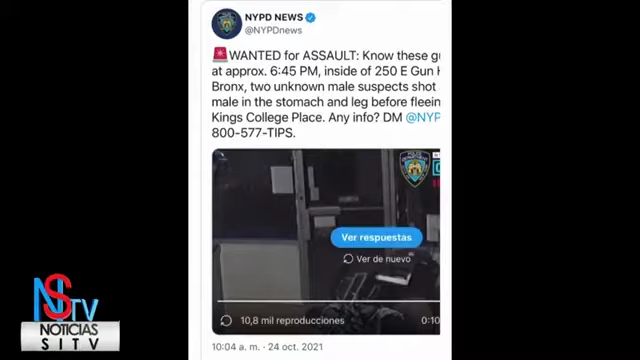 NYPD NEWS
@NYPDnews
🚨WANTED for ASSAULT: Know these gu
at approx. 6:45 PM, inside of 250 E Gun
Bronx, two unknown male suspects shot
male in the stomach and leg before fleein
Kings College Place. Any info? DM @NYP
800-577-TIPS.
Ver respuestas
Ver de nuevo
10,8 mil reproducciones
0:10
10:04 a. m. · 24 oct. 2021
NSTV
NOTICIAS
SITV